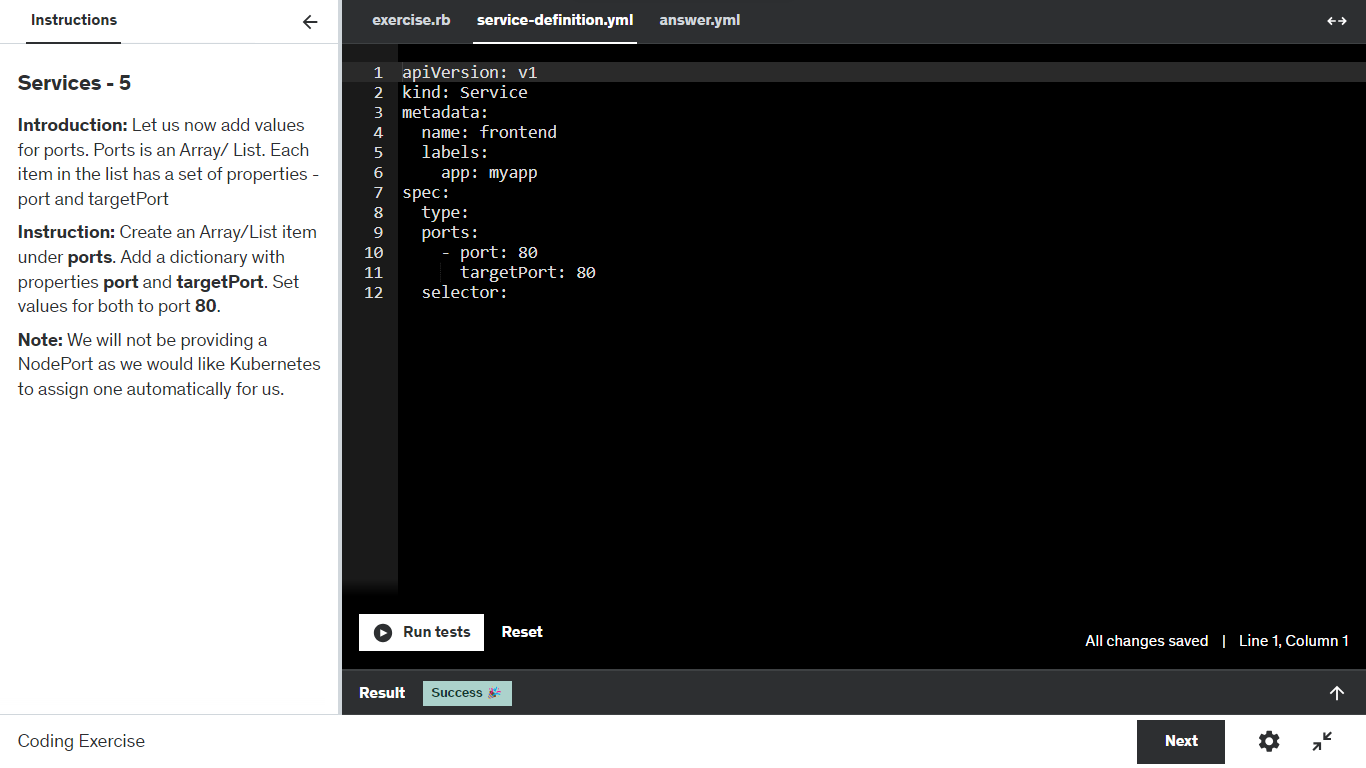 Instructions
Services - 5
Introduction: Let us now add values
for ports. Ports is an Array/ List. Each
item in the list has a set of properties -
port and targetPort
Instruction: Create an Array/List item
under ports. Add a dictionary with
properties port and targetPort. Set
values for both to port 80.
Note: We will not be providing a
NodePort as we would like Kubernetes
to assign one automatically for us.
exercise.rb service-definition.yml answer.yml
1 apiVersion: v1
2 kind: Service
3 metadata:
4   name: frontend
5   labels:
6     app: myapp
7 spec:
8   type:
9   ports:
10     - port: 80
11       targetPort: 80
12   selector:
Run tests Reset
All changes saved | Line 1, Column 1
Result Success 🎉
Coding Exercise
Next